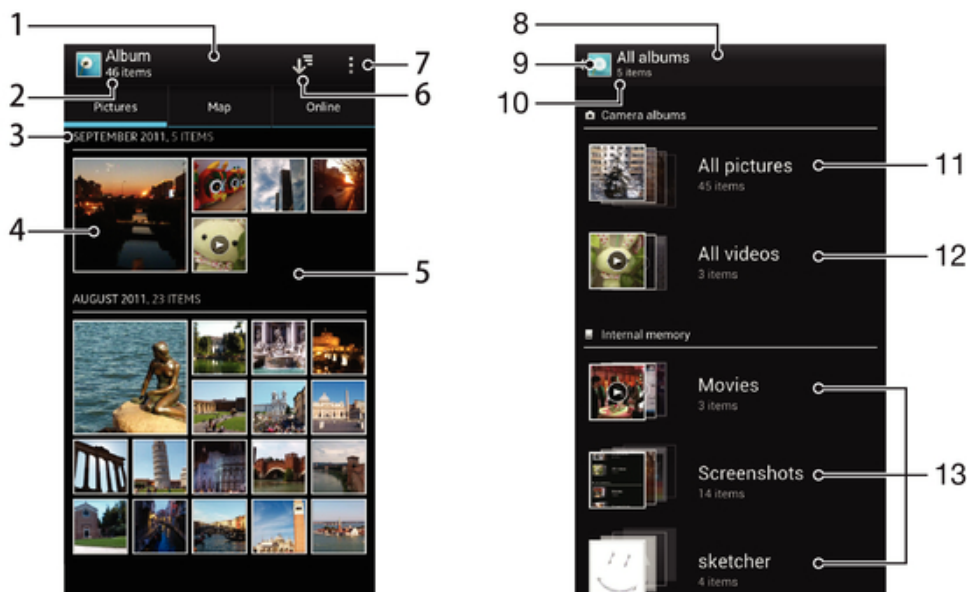 1
Album
46 items
2
7
6
Pictures
Map
Online
3
SEPTEMBER 2011, 5 ITEMS
4
5
AUGUST 2011, 23 ITEMS
8
9
All albums
5 items
10
Camera albums
All pictures
45 items
11
All videos
3 items
12
Internal memory
Movies
3 items
Screenshots
14 items
13
sketcher
4 items